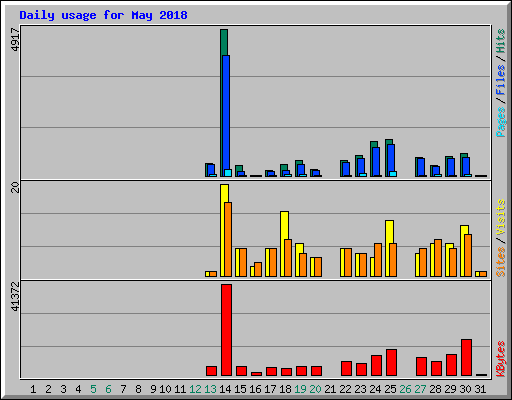 Daily usage for May 2018
4917
Pages / Files / Hits
20
Sites / Visits
41372
KBytes
1 2 3 4 5 6 7 8 9 10 11 12 13 14 15 16 17 18 19 20 21 22 23 24 25 26 27 28 29 30 31